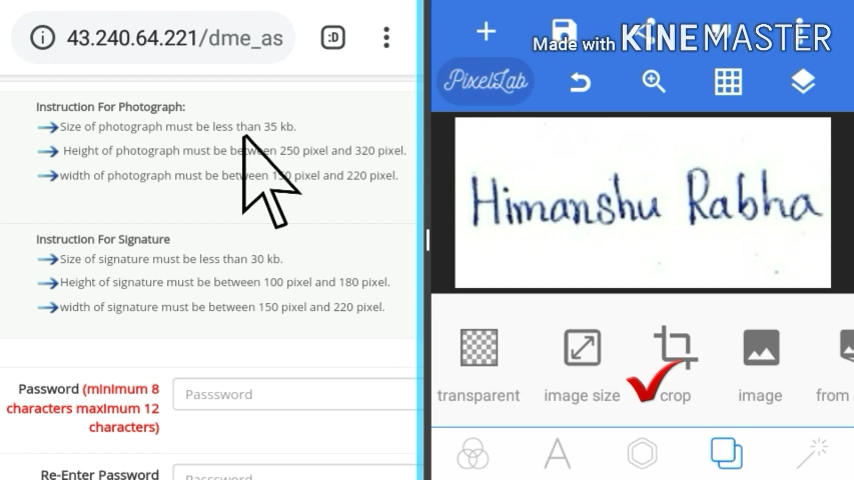 43.240.64.221/dme_as
:D
Instruction For Photograph:
Size of photograph must be less than 35 kb.
Height of photograph must be between 250 pixel and 320 pixel.
width of photograph must be between 150 pixel and 220 pixel.
Instruction For Signature
Size of signature must be less than 30 kb.
Height of signature must be between 100 pixel and 180 pixel.
width of signature must be between 150 pixel and 220 pixel.
Password (minimum 8
characters maximum 12
characters)
Passsword
Re-Enter Password
Made with KINEMASTER
PixelLab
Himanshu Rabha
transparent
image size
crop
image
from
A